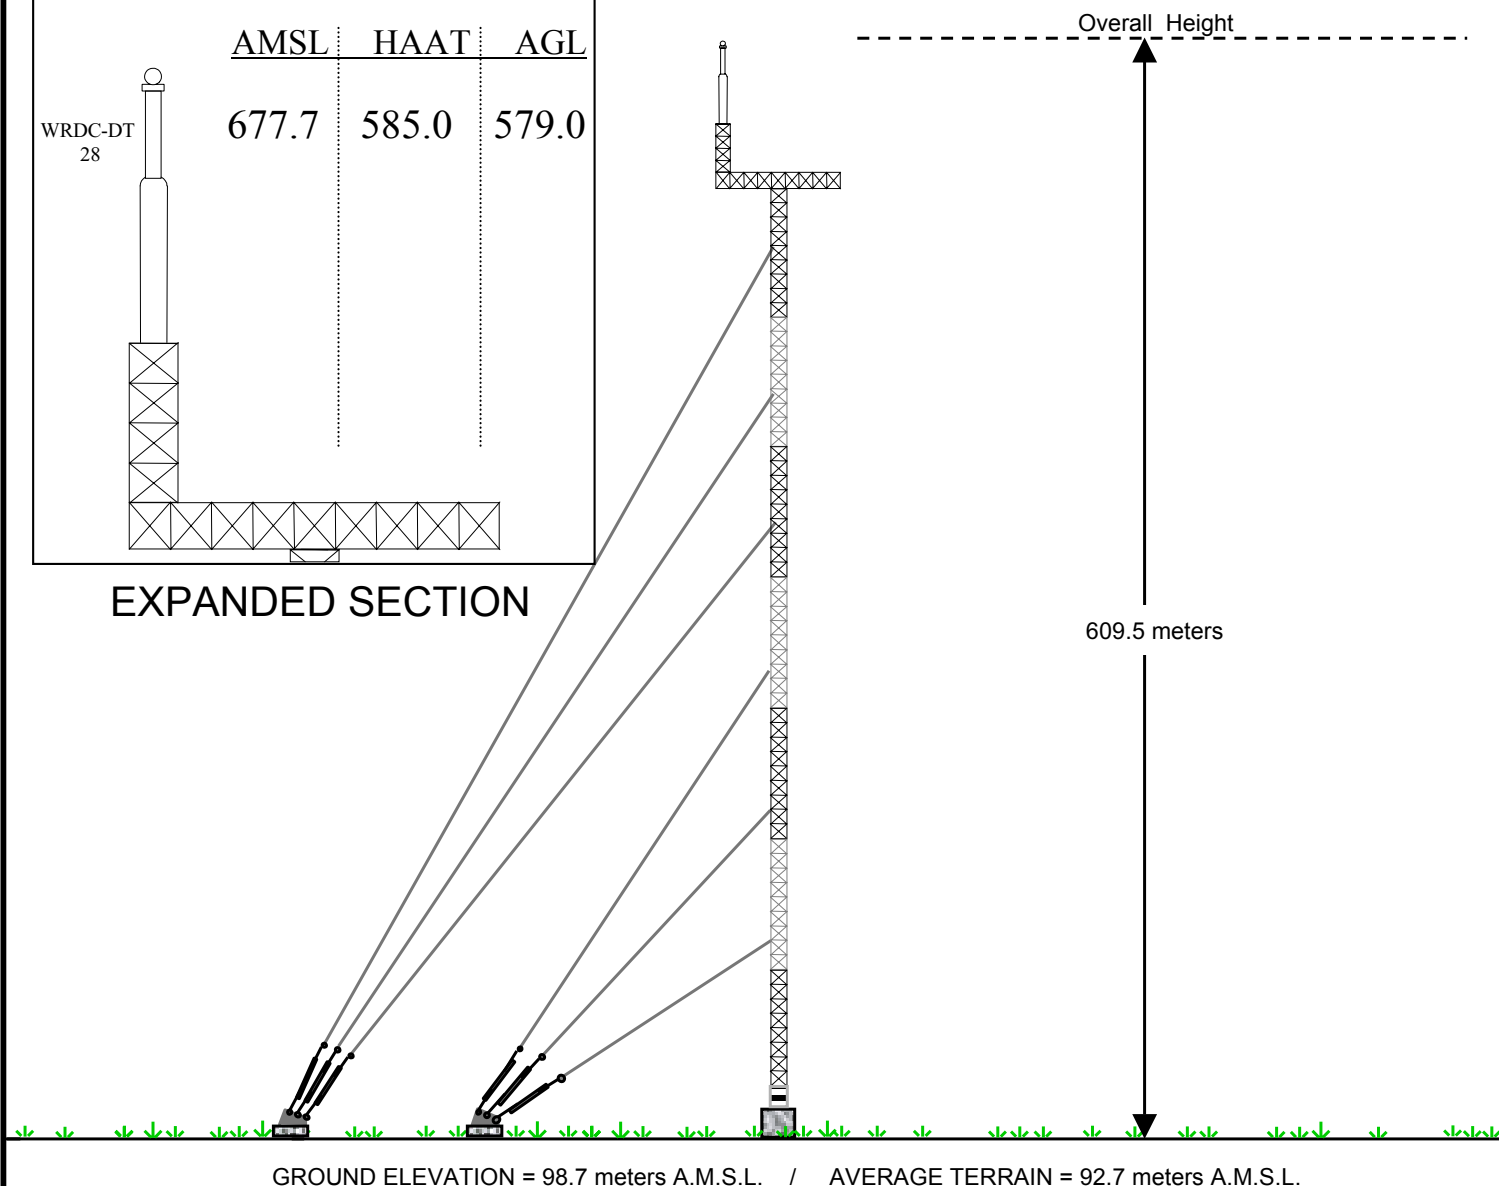 Overall Height
AMSL HAAT AGL
WRDC-DT
28
677.7 585.0 579.0
EXPANDED SECTION
609.5 meters
GROUND ELEVATION = 98.7 meters A.M.S.L. / AVERAGE TERRAIN = 92.7 meters A.M.S.L.